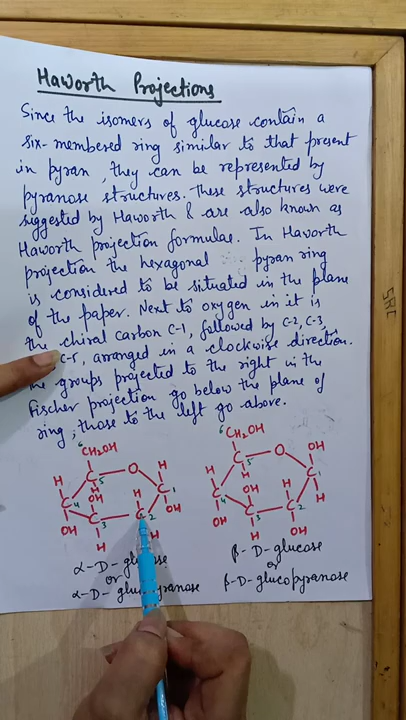 Haworth Projections
Since the isomers of glucose contain a
six-membered ring similar to that present
in pyran, they can be represented by
pyranose structures. These structures were
suggested by Haworth & are also known as
Haworth projection formulae. In Haworth
projection the hexagonal pyran ring
is considered to be situated in the plane
of the paper. Next to oxygen in it is
the chiral carbon C-1, followed by C-2, C-3,
C-5, arranged in a clockwise direction.
the groups projected to the right in the
Fischer projection go below the plane of
ring; those to the left go above.
6 CH2OH
H C 5 O H
H
C 4 OH H C 1
OH C 3 C 2 OH
H H
α-D-glucose
or
α-D-
6 CH2OH
H C 5 O OH
C 4 OH H C
OH C 3 C 2 H
H OH
β-D-glucose
or
β-D-glucopyranose
SRC